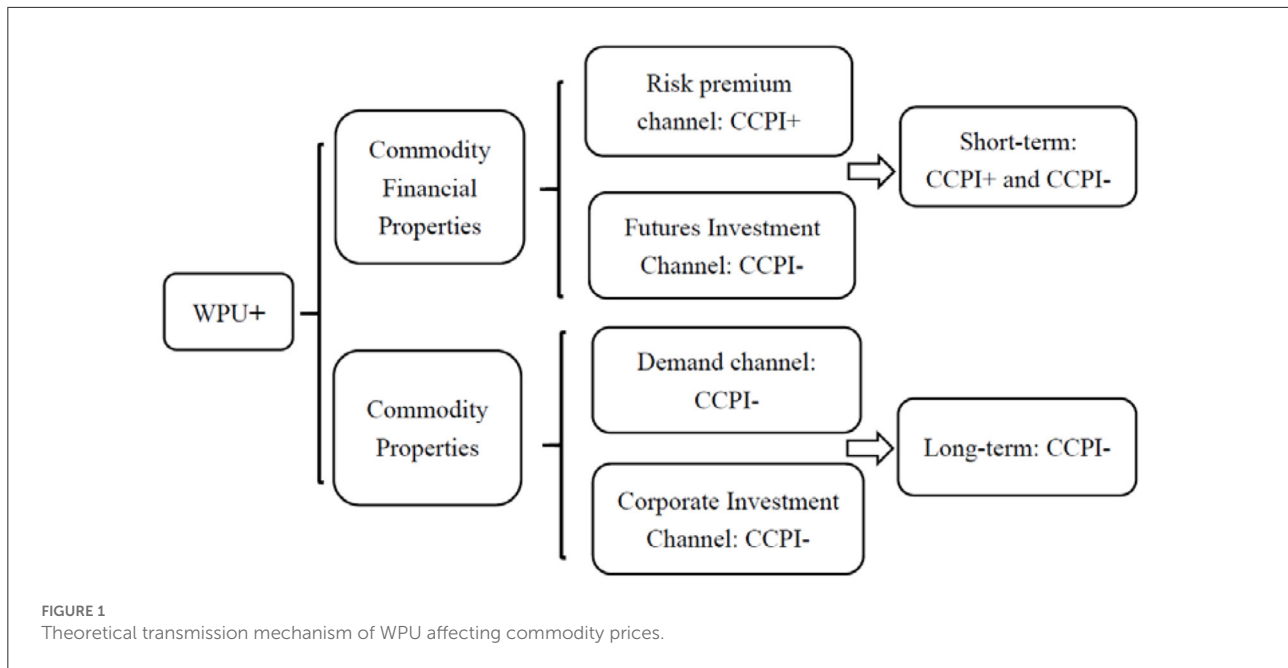 WPU+
Commodity
Financial
Properties
Commodity
Properties
Risk premium
channel: CCPI+
Futures Investment
Channel: CCPI-
Demand channel:
CCPI-
Corporate Investment
Channel: CCPI-
Short-term:
CCPI+ and CCPI-
Long-term: CCPI-
FIGURE 1
Theoretical transmission mechanism of WPU affecting commodity prices.